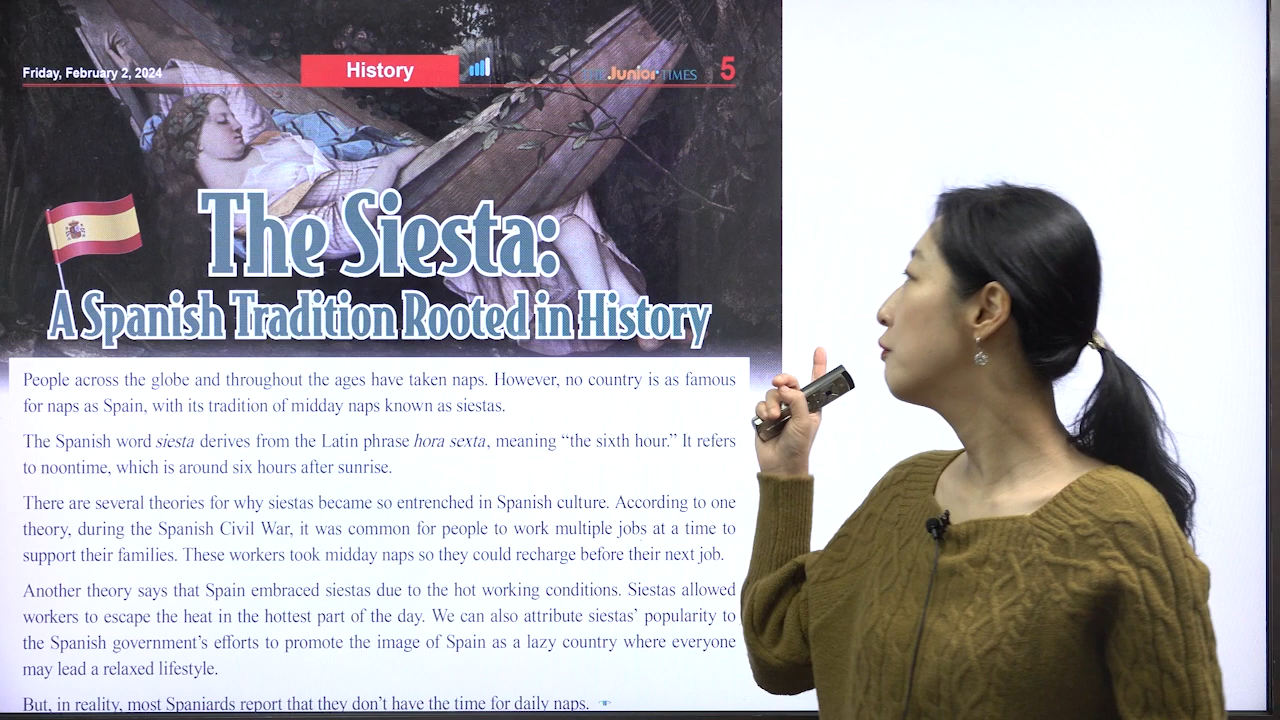 Friday, February 2, 2024
History
THE Junior TIMES
5
The Siesta:
A Spanish Tradition Rooted in History
People across the globe and throughout the ages have taken naps. However, no country is as famous
for naps as Spain, with its tradition of midday naps known as siestas.
The Spanish word siesta derives from the Latin phrase hora sexta, meaning “the sixth hour.” It refers
to noontime, which is around six hours after sunrise.
There are several theories for why siestas became so entrenched in Spanish culture. According to one
theory, during the Spanish Civil War, it was common for people to work multiple jobs at a time to
support their families. These workers took midday naps so they could recharge before their next job.
Another theory says that Spain embraced siestas due to the hot working conditions. Siestas allowed
workers to escape the heat in the hottest part of the day. We can also attribute siestas’ popularity to
the Spanish government’s efforts to promote the image of Spain as a lazy country where everyone
may lead a relaxed lifestyle.
But, in reality, most Spaniards report that they don’t have the time for daily naps.